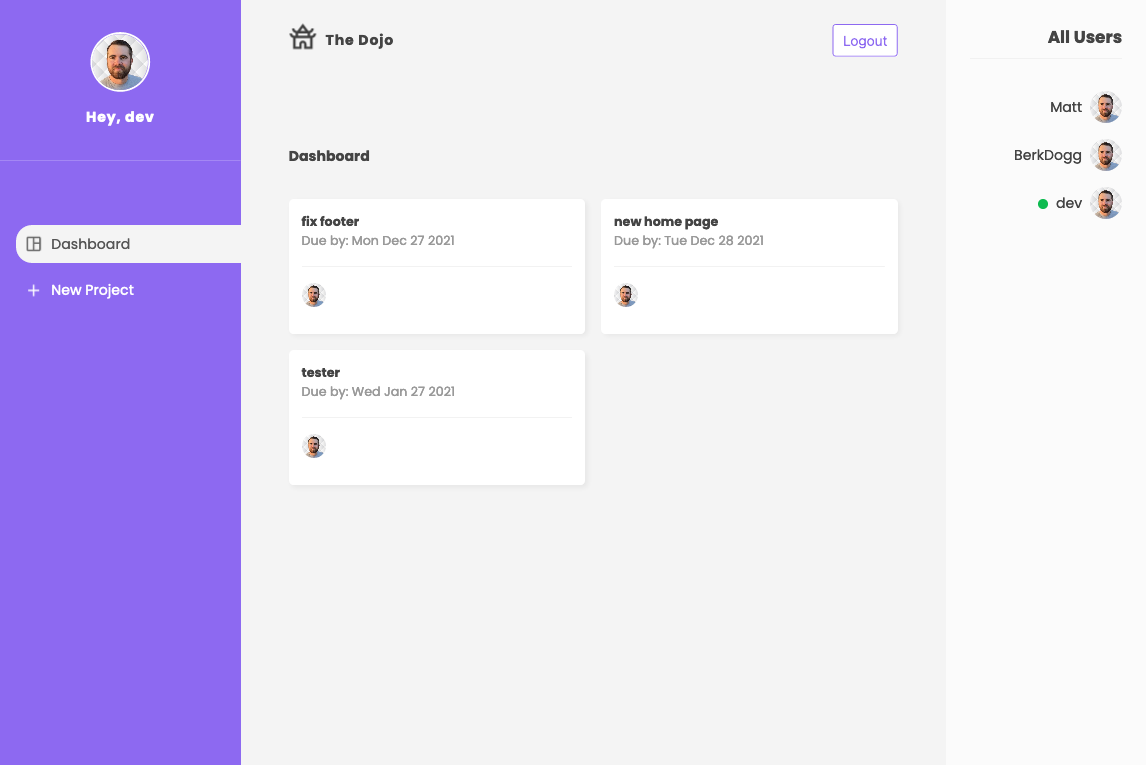 Hey, dev
Dashboard
New Project
The Dojo
Logout
Dashboard
fix footer
Due by: Mon Dec 27 2021
new home page
Due by: Tue Dec 28 2021
tester
Due by: Wed Jan 27 2021
All Users
Matt
BerkDogg
dev